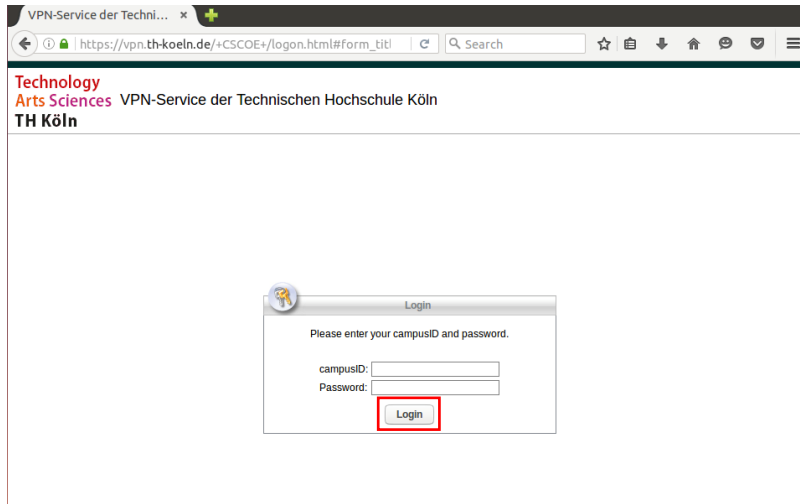 VPN-Service der Techni...
https://vpn.th-koeln.de/+CSCOE+/logon.html#form_titl
Search
Technology
Arts Sciences
TH Köln
VPN-Service der Technischen Hochschule Köln
Login
Please enter your campusID and password.
campusID:
Password:
Login